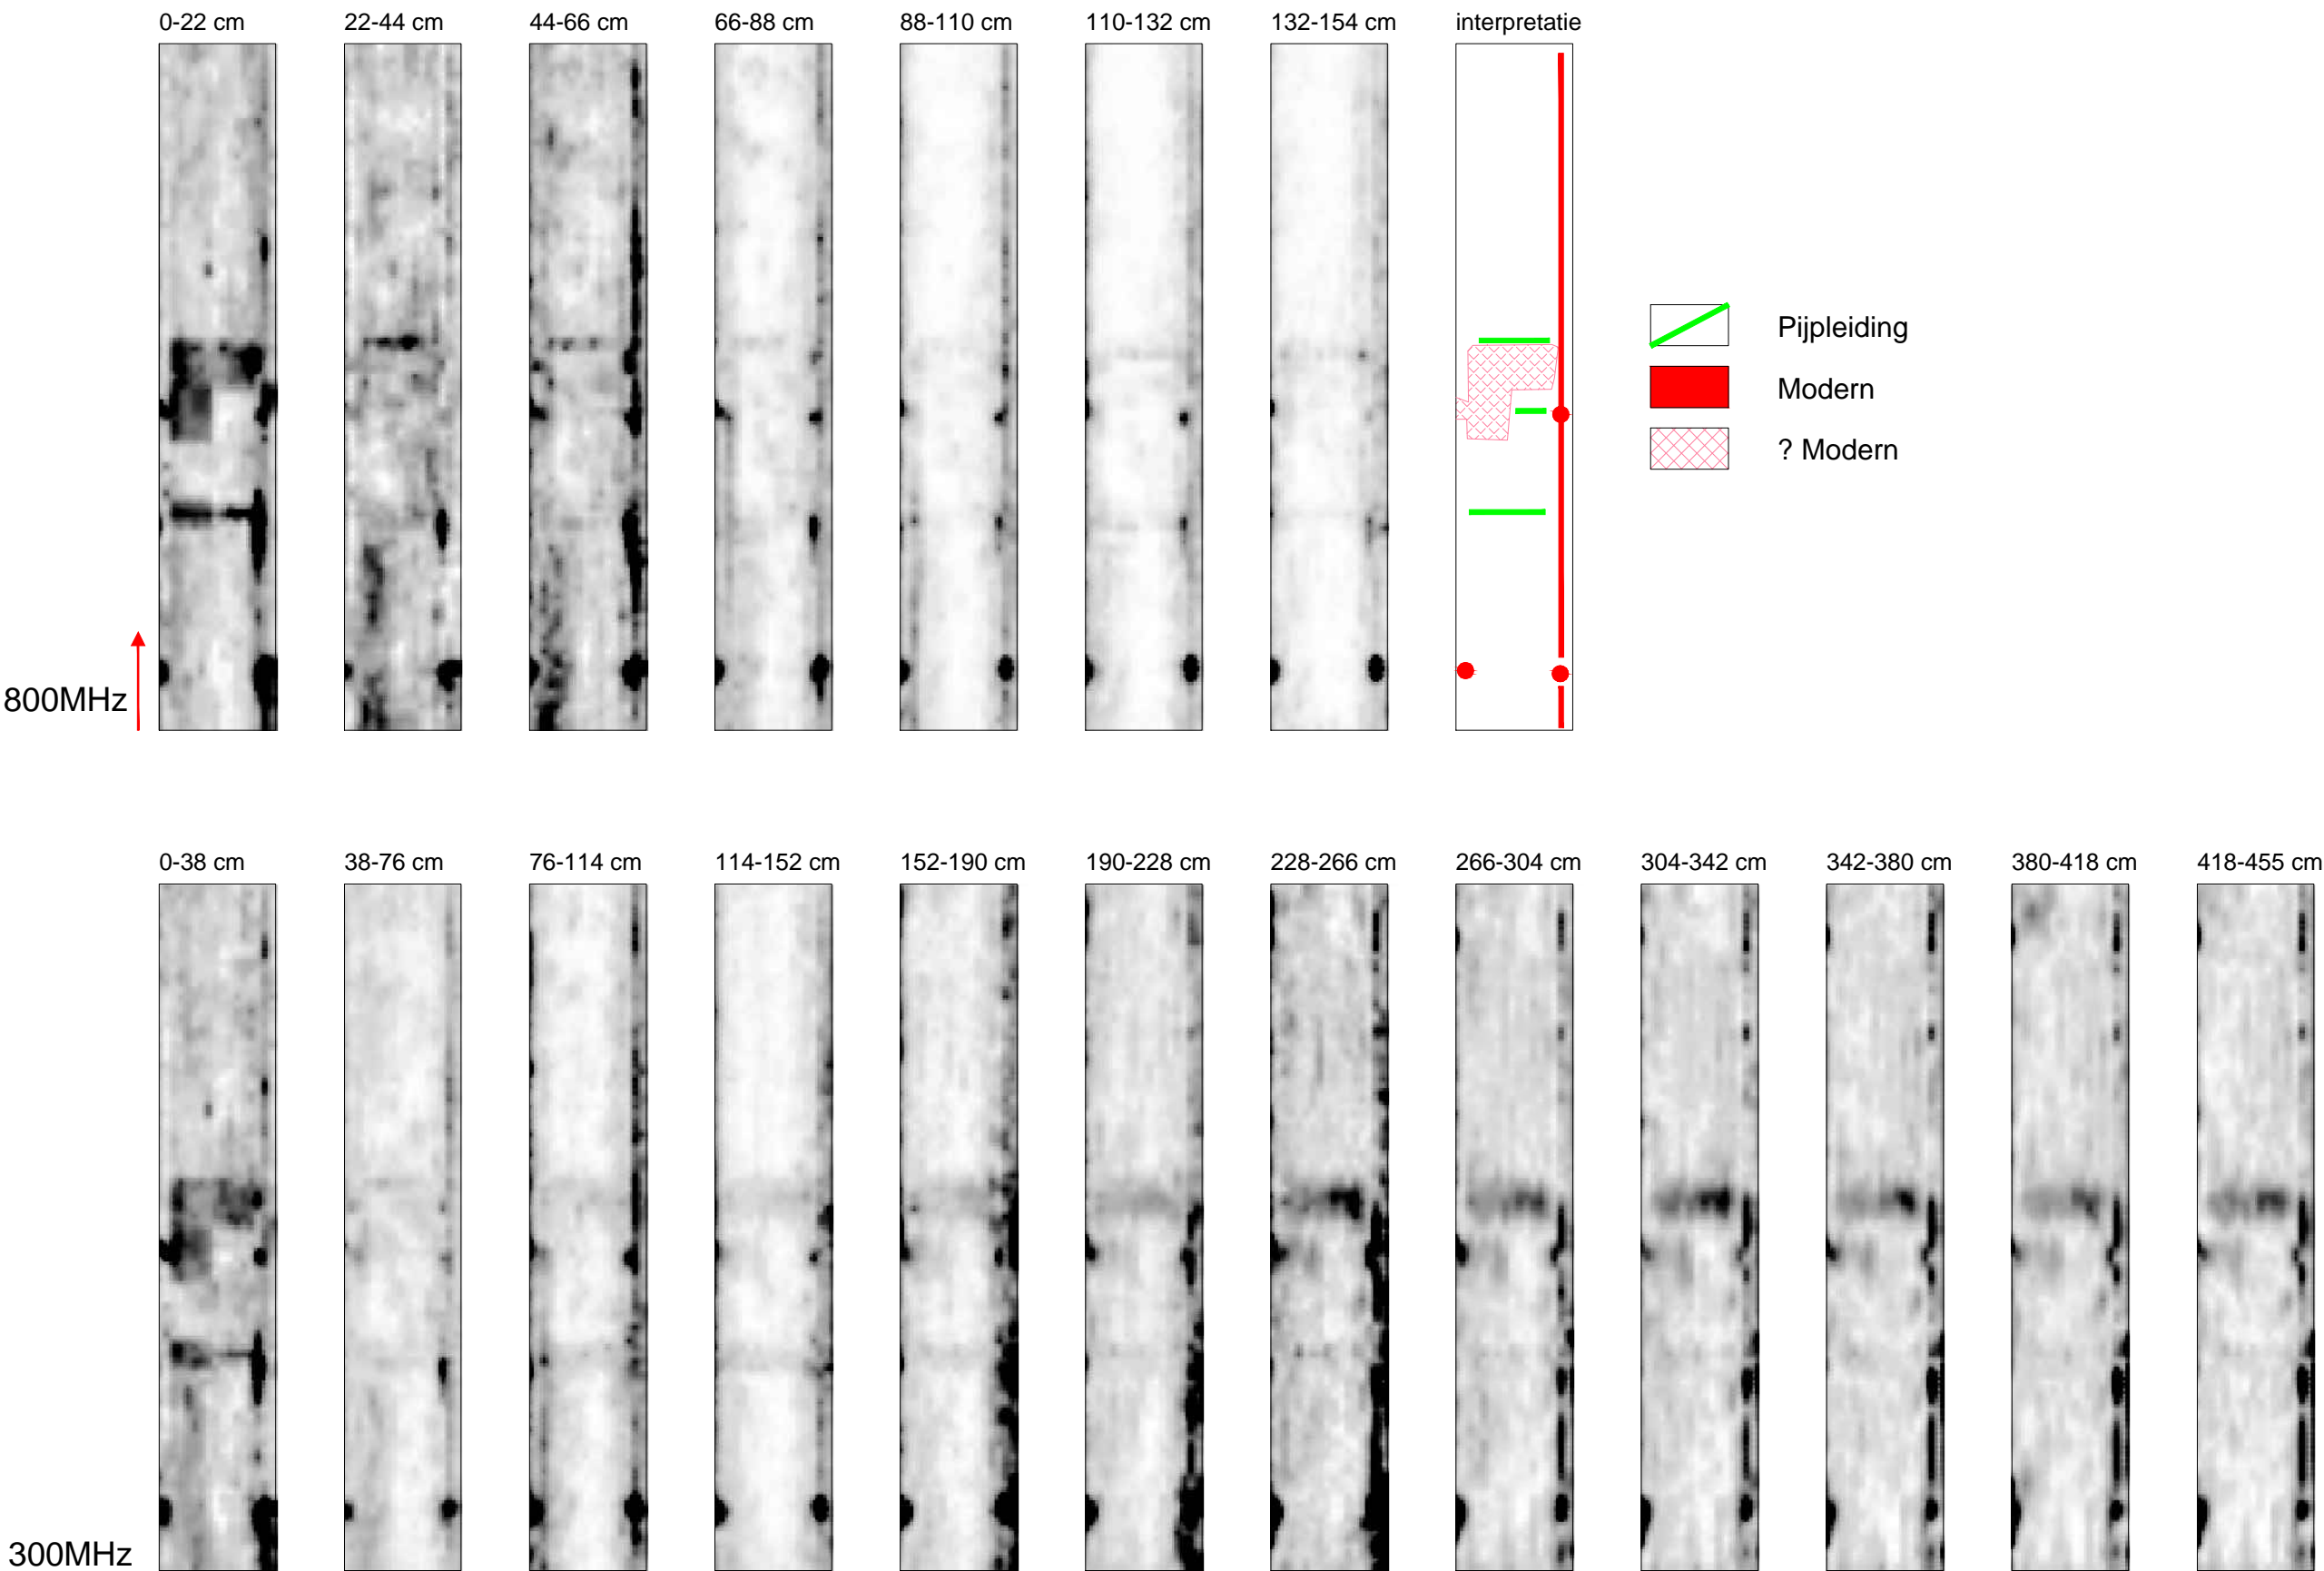 0-22 cm 22-44 cm 44-66 cm 66-88 cm 88-110 cm 110-132 cm 132-154 cm interpretatie
Pijpleiding
Modern
? Modern
800MHz
0-38 cm 38-76 cm 76-114 cm 114-152 cm 152-190 cm 190-228 cm 228-266 cm 266-304 cm 304-342 cm 342-380 cm 380-418 cm 418-455 cm
300MHz